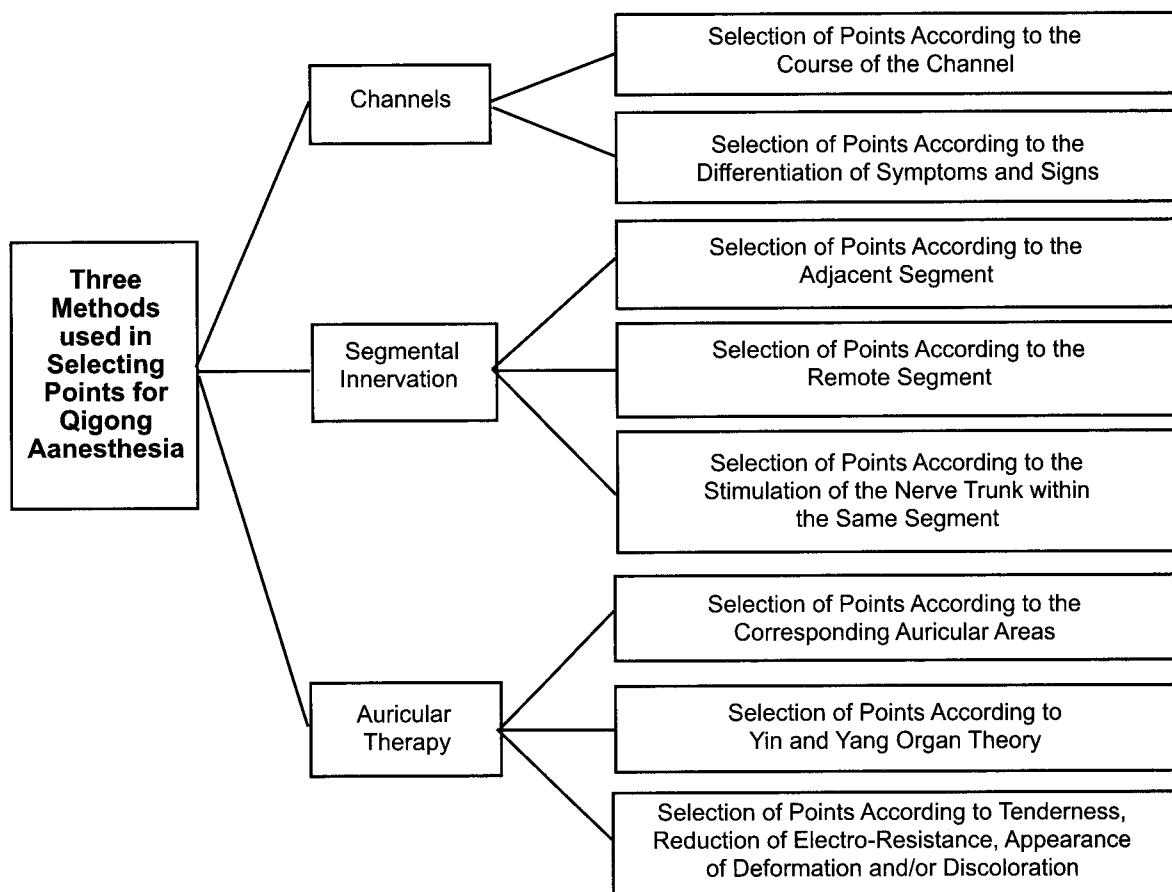 Three
Methods
used in
Selecting
Points for
Qigong
Aanesthesia
Channels
Selection of Points According to the
Course of the Channel
Selection of Points According to the
Differentiation of Symptoms and Signs
Segmental
Innervation
Selection of Points According to the
Adjacent Segment
Selection of Points According to the
Remote Segment
Selection of Points According to the
Stimulation of the Nerve Trunk within
the Same Segment
Auricular
Therapy
Selection of Points According to the
Corresponding Auricular Areas
Selection of Points According to
Yin and Yang Organ Theory
Selection of Points According to Tenderness,
Reduction of Electro-Resistance, Appearance
of Deformation and/or Discoloration